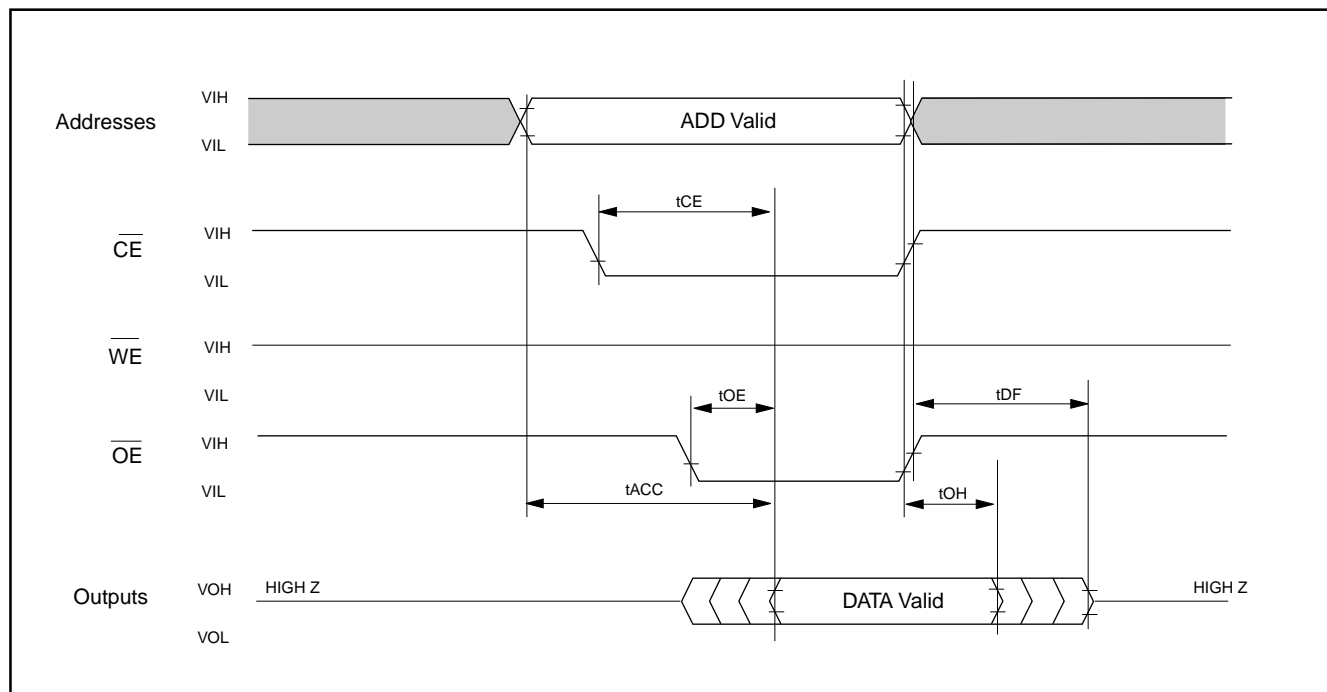 VIH
Addresses
ADD Valid
VIL
tCE
VIH
CE
VIL
VIH
WE
VIL
tOE
tDF
VIH
OE
VIL
tACC
tOH
VOH
HIGH Z
Outputs
DATA Valid
HIGH Z
VOL